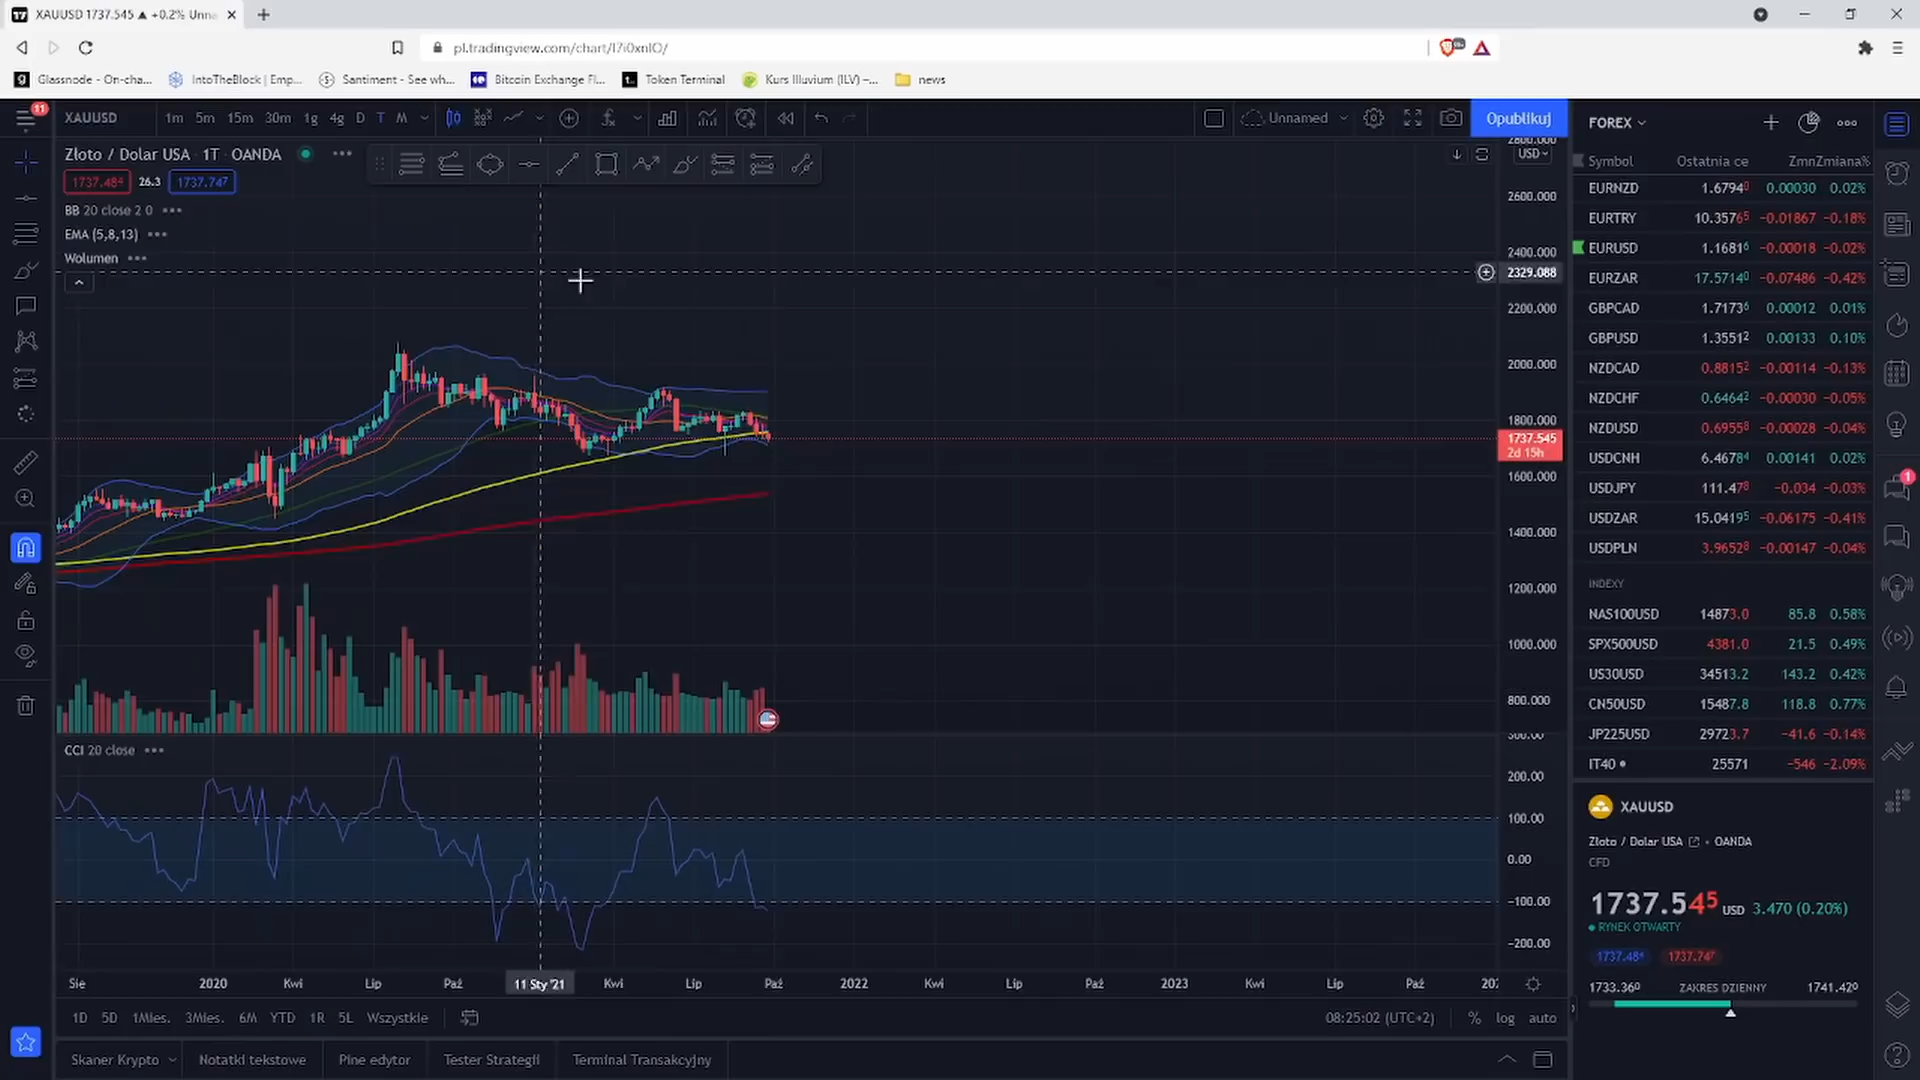 XAUUSD 1737.545 ▲ +0.2% Unna
pl.tradingview.com/chart/I7i0xnIO/
Glassnode - On-cha...
IntoTheBlock | Emp...
Santiment - See wh...
Bitcoin Exchange Fl...
Token Terminal
Kurs Illuvium (ILV) –...
news
11
XAUUSD
1m 5m 15m 30m 1g 4g D T M
Unnamed
Opublikuj
Złoto / Dolar USA · 1T · OANDA
1737.484 26.3 1737.747
BB 20 close 2 0
EMA (5,8,13)
Wolumen
USD
2800.000
2600.000
2400.000
2329.088
2200.000
2000.000
1800.000
1737.545
2d 15h
1600.000
1400.000
1200.000
1000.000
800.000
CCI 20 close
300.00
200.00
100.00
0.00
-100.00
-200.00
Sie 2020 Kwi Lip Paź 11 Sty '21 Kwi Lip Paź 2022 Kwi Lip Paź 2023 Kwi Lip Paź 202
1D 5D 1Mies. 3Mies. 6M YTD 1R 5L Wszystkie
08:25:02 (UTC+2) % log auto
Skaner Krypto Notatki tekstowe Pine edytor Tester Strategii Terminal Transakcyjny
FOREX
Symbol Ostatnia ce Zmn Zmiana%
EURNZD 1.67940 0.00030 0.02%
EURTRY 10.35765 -0.01867 -0.18%
EURUSD 1.16816 -0.00018 -0.02%
EURZAR 17.57140 -0.07486 -0.42%
GBPCAD 1.71736 0.00012 0.01%
GBPUSD 1.35512 0.00133 0.10%
NZDCAD 0.88152 -0.00114 -0.13%
NZDCHF 0.64642 -0.00030 -0.05%
NZDUSD 0.69558 -0.00028 -0.04%
USDCNH 6.46784 0.00141 0.02%
USDJPY 111.478 -0.034 -0.03%
USDZAR 15.04195 -0.06175 -0.41%
USDPLN 3.96528 -0.00147 -0.04%
INDEXY
NAS100USD 14873.0 85.8 0.58%
SPX500USD 4381.0 21.5 0.49%
US30USD 34513.2 143.2 0.42%
CN50USD 15487.8 118.8 0.77%
JP225USD 29723.7 -41.6 -0.14%
IT40 25571 -546 -2.09%
XAUUSD
Złoto / Dolar USA · OANDA
CFD
1737.545 USD 3.470 (0.20%)
RYNEK OTWARTY
1737.484 1737.747
1733.360 ZAKRES DZIENNY 1741.420
1